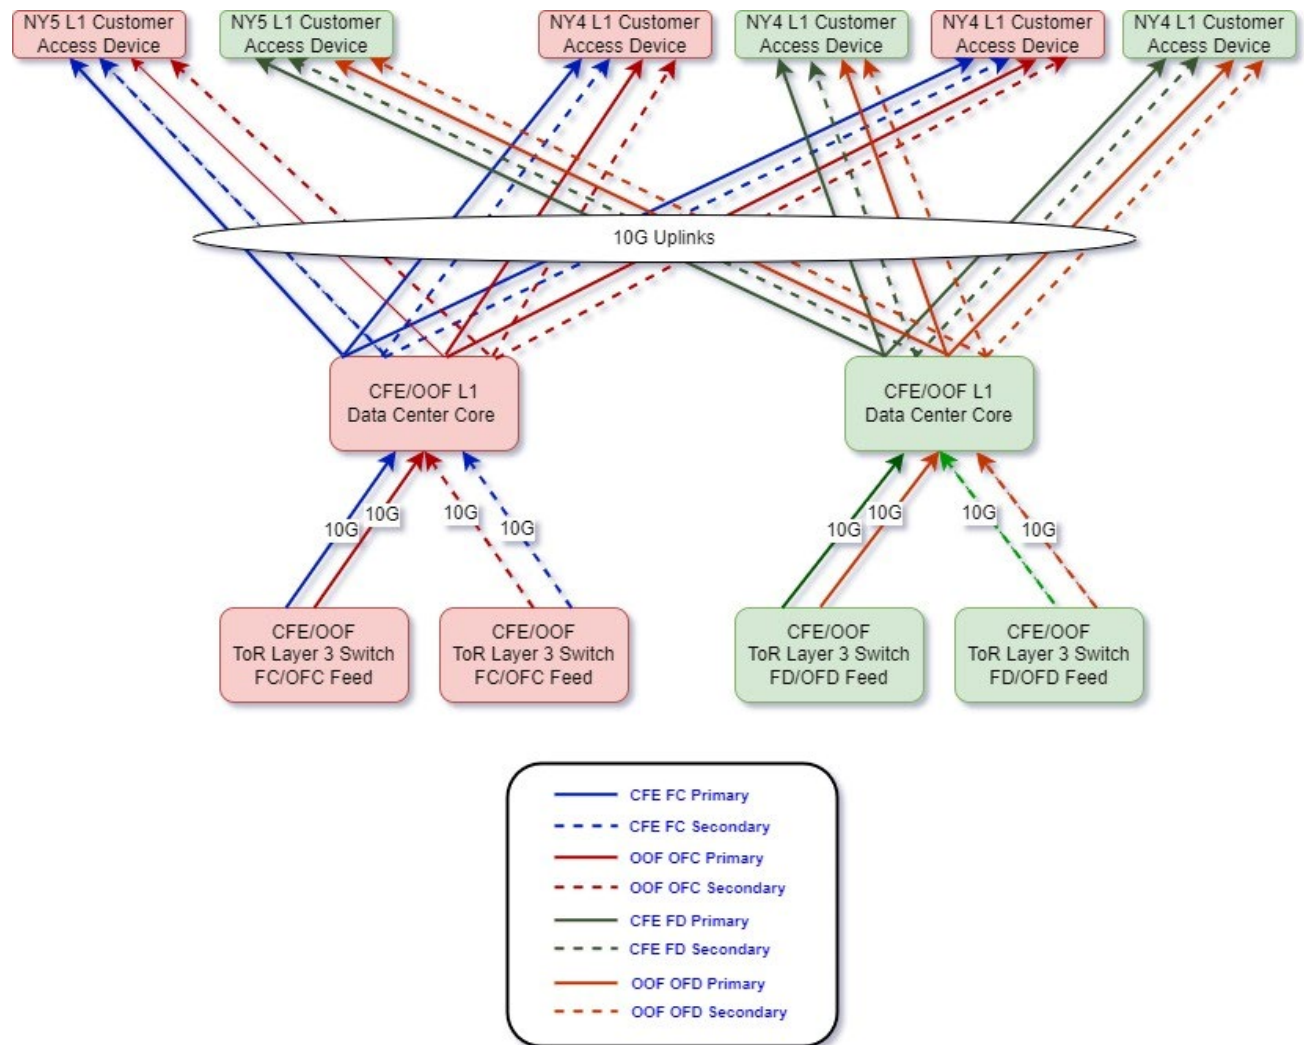 NY5 L1 Customer
Access Device
NY5 L1 Customer
Access Device
NY4 L1 Customer
Access Device
NY4 L1 Customer
Access Device
NY4 L1 Customer
Access Device
NY4 L1 Customer
Access Device
10G Uplinks
CFE/OOF L1
Data Center Core
CFE/OOF L1
Data Center Core
10G
10G
10G
10G
10G
10G
10G
10G
CFE/OOF
ToR Layer 3 Switch
FC/OFC Feed
CFE/OOF
ToR Layer 3 Switch
FC/OFC Feed
CFE/OOF
ToR Layer 3 Switch
FD/OFD Feed
CFE/OOF
ToR Layer 3 Switch
FD/OFD Feed
CFE FC Primary
CFE FC Secondary
OOF OFC Primary
OOF OFC Secondary
CFE FD Primary
CFE FD Secondary
OOF OFD Primary
OOF OFD Secondary